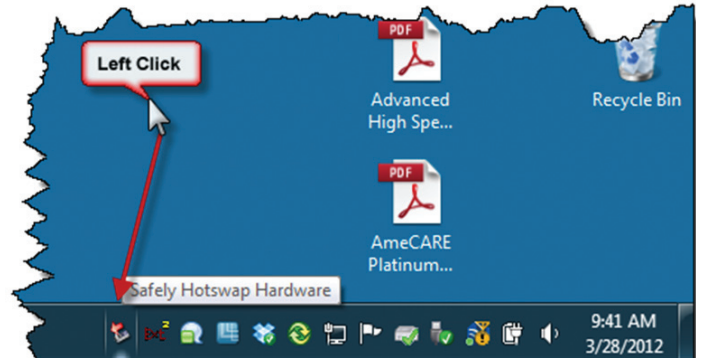 PDF
Left Click
Advanced
High Spe...
Recycle Bin
PDF
AmeCARE
Platinum...
Safely Hotswap Hardware
9:41 AM
3/28/2012